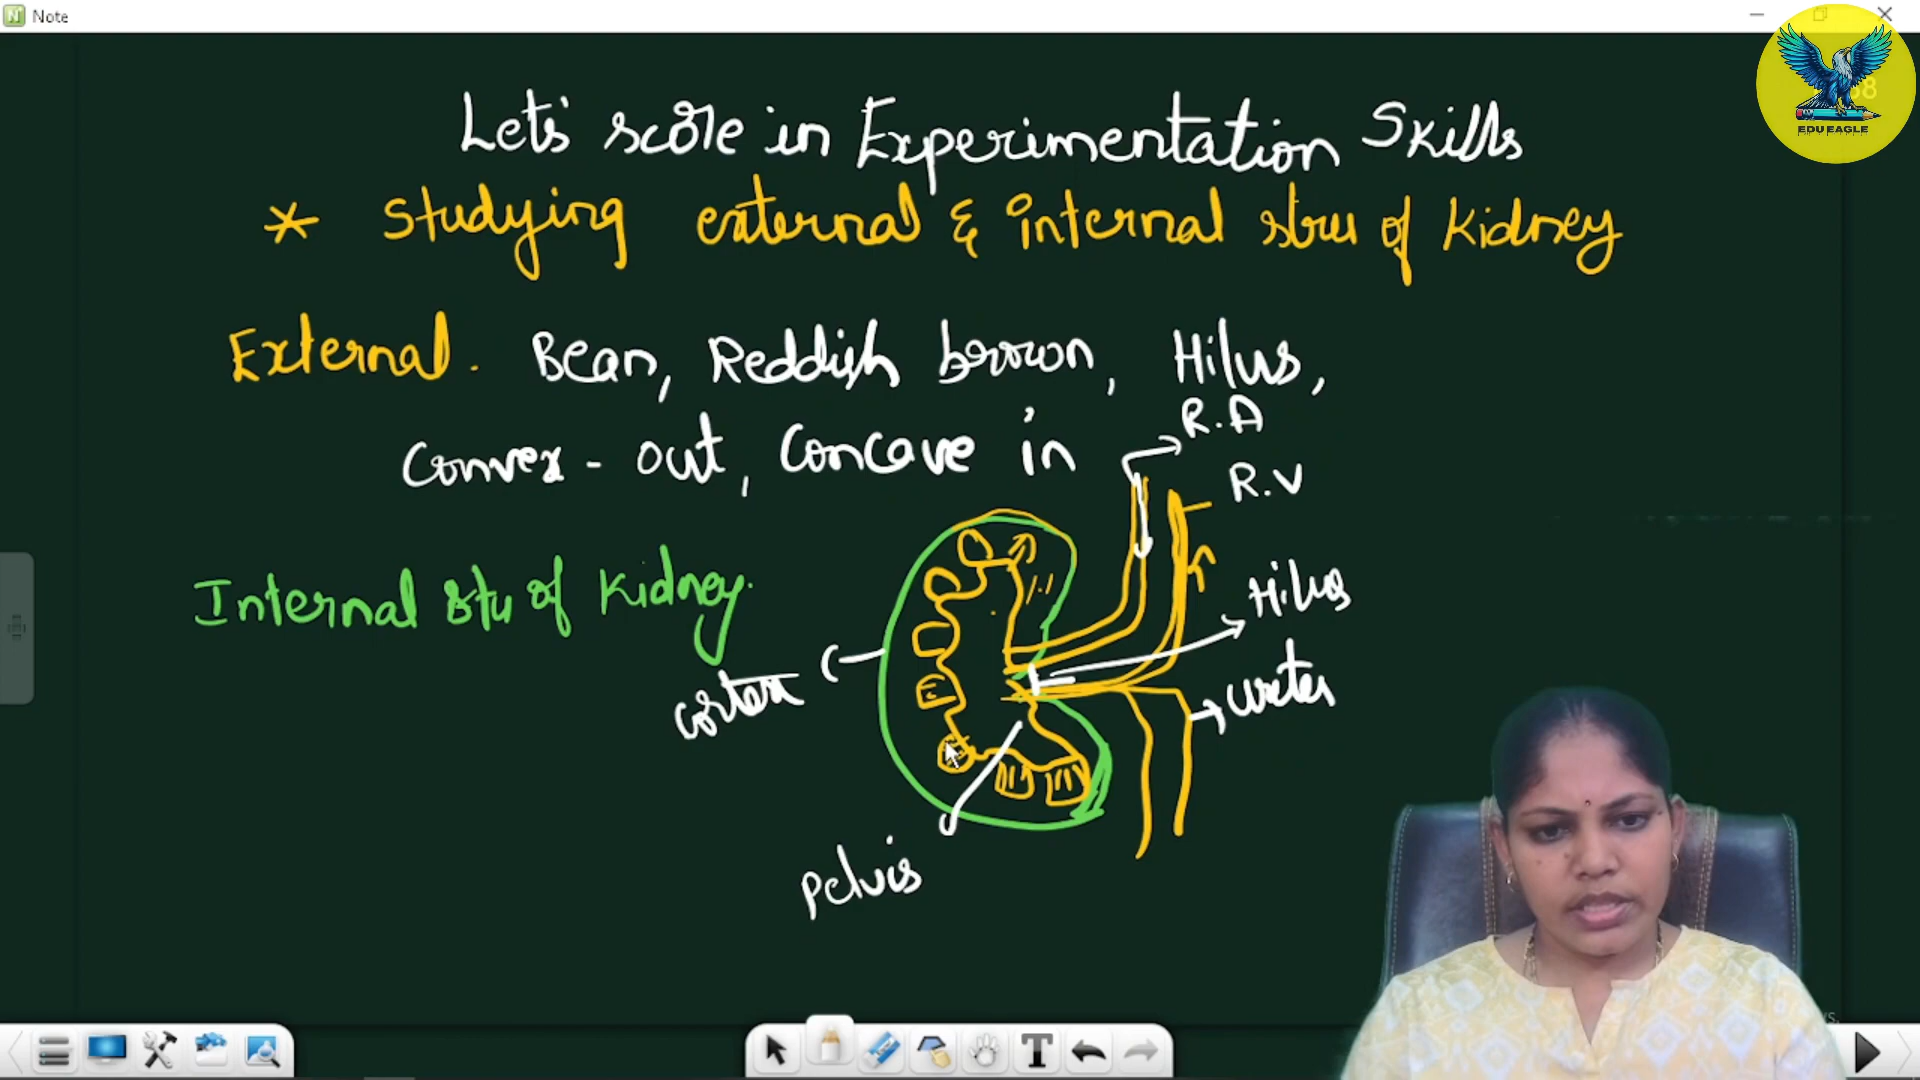 Note
EDU EAGLE
Let's score in Experimentation Skills
* Studying external & internal stru of Kidney
External. Bean, Reddish brown, Hilus,
Convex - out, Concave in
R.A
R.V
Internal stu of Kidney.
Hilus
Cortex
ureter
Pelvis
T